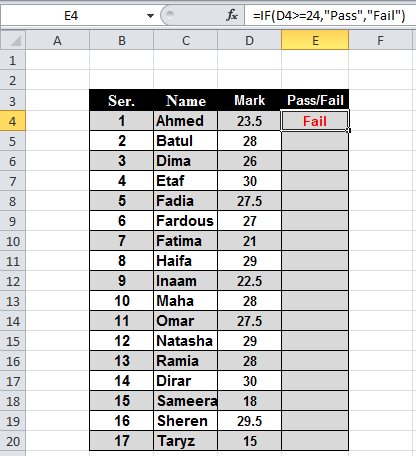 E4 fx =IF(D4>=24,"Pass","Fail")
A B C D E F
1
2
3 Ser. Name Mark Pass/Fail
4 1 Ahmed 23.5 Fail
5 2 Batul 28
6 3 Dima 26
7 4 Etaf 30
8 5 Fadia 27.5
9 6 Fardous 27
10 7 Fatima 21
11 8 Haifa 29
12 9 Inaam 22.5
13 10 Maha 28
14 11 Omar 27.5
15 12 Natasha 29
16 13 Ramia 28
17 14 Dirar 30
18 15 Sameera 18
19 16 Sheren 29.5
20 17 Taryz 15